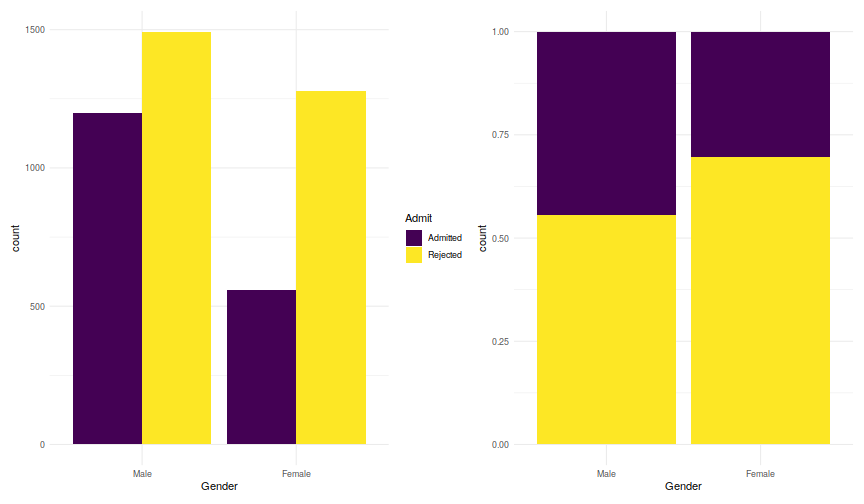 1500
1000
500
0
count
Male
Female
Gender
Admit
Admitted
Rejected
1.00
0.75
0.50
0.25
0.00
count
Male
Female
Gender